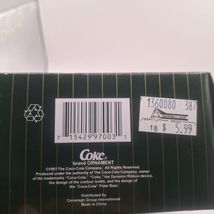 1360080 387
18 $ 5.99
7 15429 97003 1
Coke
brand ORNAMENT
©1997 The Coca-Cola Company. All rights reserved.
Produced under the authority of The Coca-Cola Company, owner
of the trademarks "Coca-Cola," "Coke," the Dynamic Ribbon device,
the design of the contour bottle, and the design of
the "Coca-Cola" Polar Bear.
Distributed by
Cavanagh Group International
Made in China